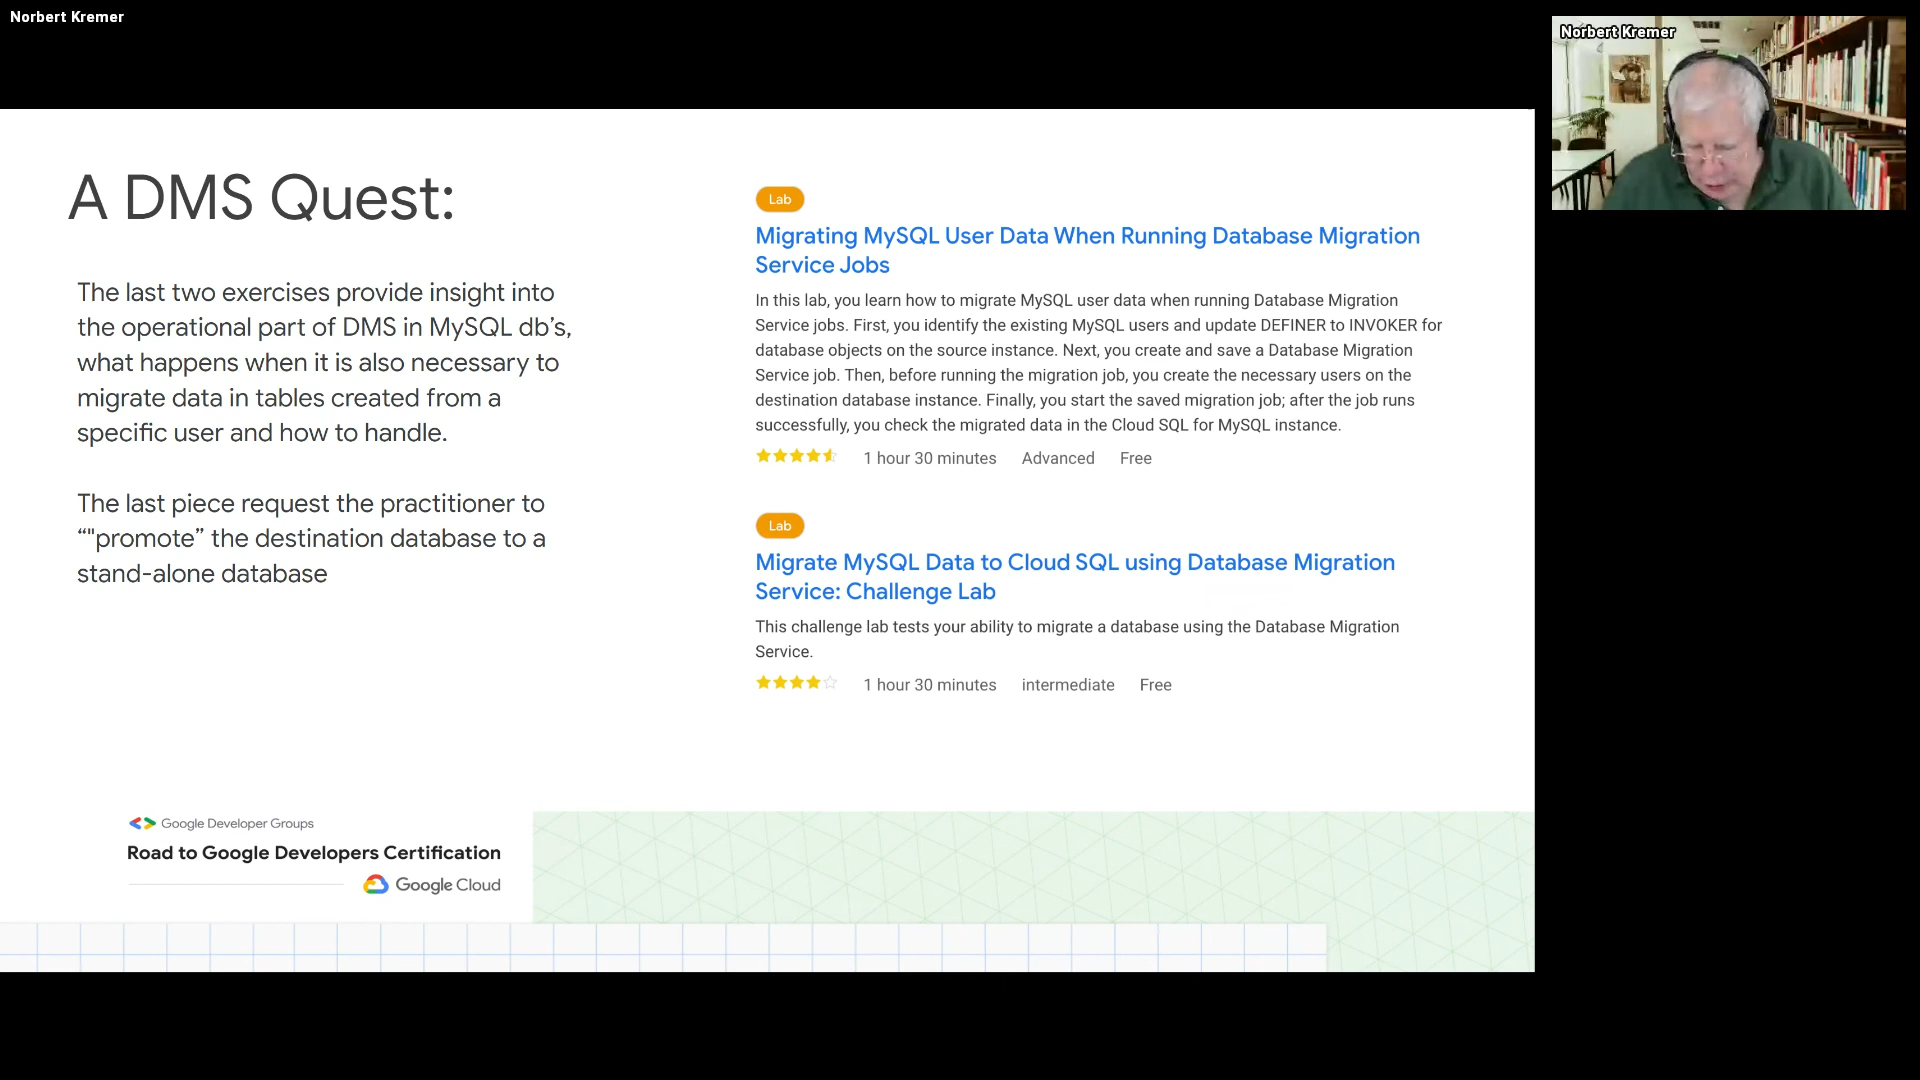 Norbert Kremer
Norbert Kremer
A DMS Quest:
The last two exercises provide insight into
the operational part of DMS in MySQL db’s,
what happens when it is also necessary to
migrate data in tables created from a
specific user and how to handle.
The last piece request the practitioner to
“"promote” the destination database to a
stand-alone database
Lab
Migrating MySQL User Data When Running Database Migration
Service Jobs
In this lab, you learn how to migrate MySQL user data when running Database Migration
Service jobs. First, you identify the existing MySQL users and update DEFINER to INVOKER for
database objects on the source instance. Next, you create and save a Database Migration
Service job. Then, before running the migration job, you create the necessary users on the
destination database instance. Finally, you start the saved migration job; after the job runs
successfully, you check the migrated data in the Cloud SQL for MySQL instance.
1 hour 30 minutes Advanced Free
Lab
Migrate MySQL Data to Cloud SQL using Database Migration
Service: Challenge Lab
This challenge lab tests your ability to migrate a database using the Database Migration
Service.
1 hour 30 minutes intermediate Free
Google Developer Groups
Road to Google Developers Certification
Google Cloud